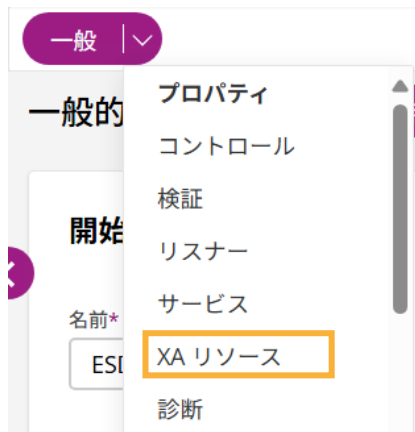 一般
プロパティ
一般的
コントロール
検証
開始
リスナー
サービス
名前*
XA リソース
診断